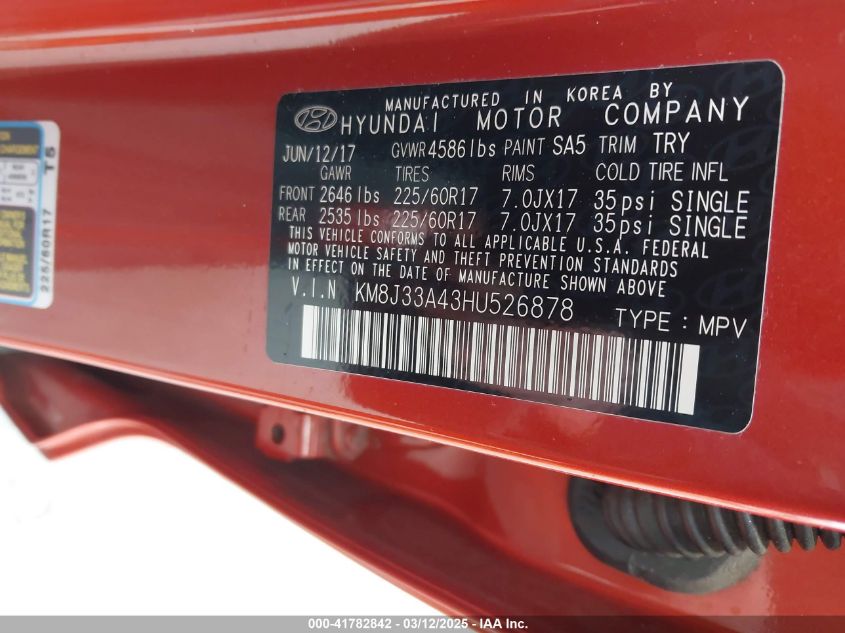 MANUFACTURED IN KOREA BY
HYUNDAI MOTOR COMPANY
JUN/12/17 GVWR 4586 lbs PAINT SA5 TRIM TRY
GAWR TIRES RIMS COLD TIRE INFL
FRONT 2646 lbs 225/60R17 7.0JX17 35psi SINGLE
REAR 2535 lbs 225/60R17 7.0JX17 35psi SINGLE
THIS VEHICLE CONFORMS TO ALL APPLICABLE U.S.A. FEDERAL
MOTOR VEHICLE SAFETY AND THEFT PREVENTION STANDARDS
IN EFFECT ON THE DATE OF MANUFACTURE SHOWN ABOVE
V.I.N KM8J33A43HU526878 TYPE : MPV
225/60R17 T5
000-41782842 - 03/12/2025 - IAA Inc.